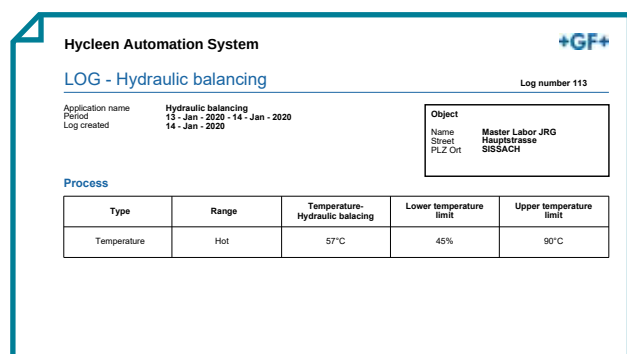 Hycleen Automation System
+GF+
LOG - Hydraulic balancing
Log number 113
Application name Hydraulic balancing
Period 13 - Jan - 2020 - 14 - Jan - 2020
Log created 14 - Jan - 2020
Object
Name Master Labor JRG
Street Hauptstrasse
PLZ Ort SISSACH
Process
Type Range Temperature- Hydraulic balacing Lower temperature limit Upper temperature limit
Temperature Hot 57°C 45% 90°C